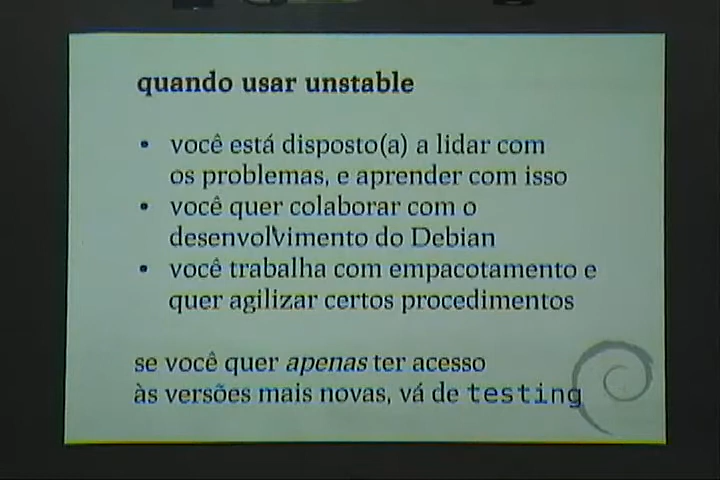 quando usar unstable
• você está disposto(a) a lidar com
os problemas, e aprender com isso
• você quer colaborar com o
desenvolvimento do Debian
• você trabalha com empacotamento e
quer agilizar certos procedimentos
se você quer apenas ter acesso
às versões mais novas, vá de testing